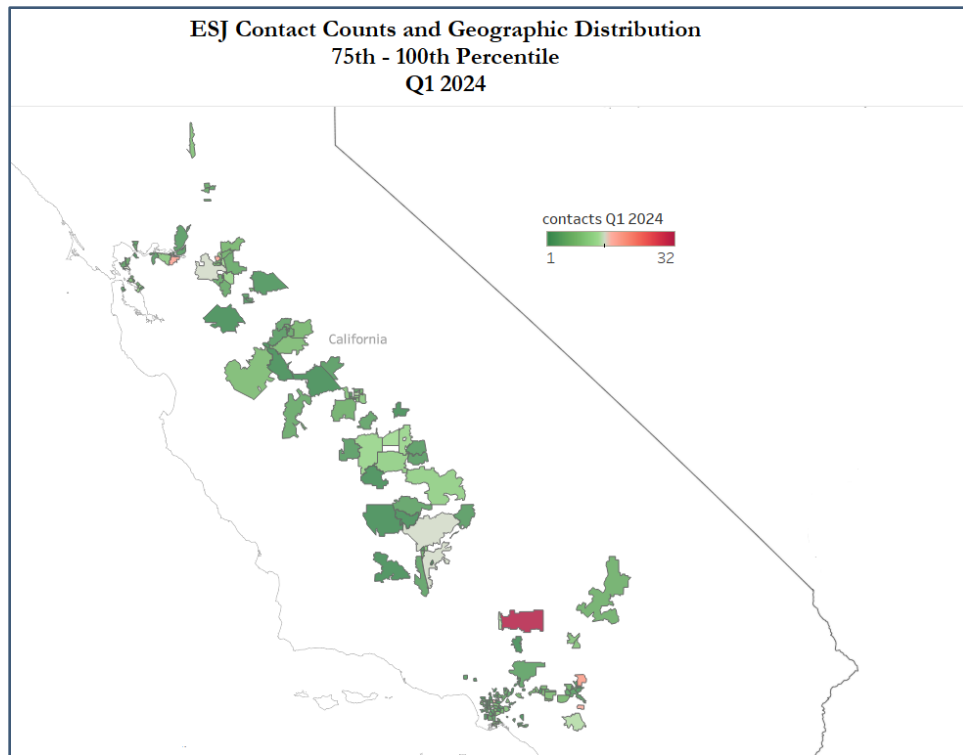 ESJ Contact Counts and Geographic Distribution
75th - 100th Percentile
Q1 2024
contacts Q1 2024
1 32
California